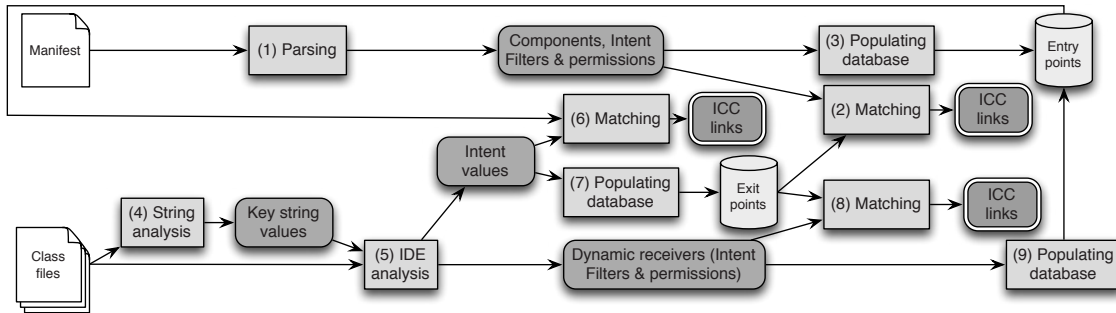 Manifest
(1) Parsing
Components, Intent
Filters & permissions
(3) Populating
database
Entry
points
(6) Matching
ICC
links
(2) Matching
ICC
links
Intent
values
(7) Populating
database
Exit
points
(8) Matching
ICC
links
(4) String
analysis
Key string
values
Class
files
(5) IDE
analysis
Dynamic receivers (Intent
Filters & permissions)
(9) Populating
database